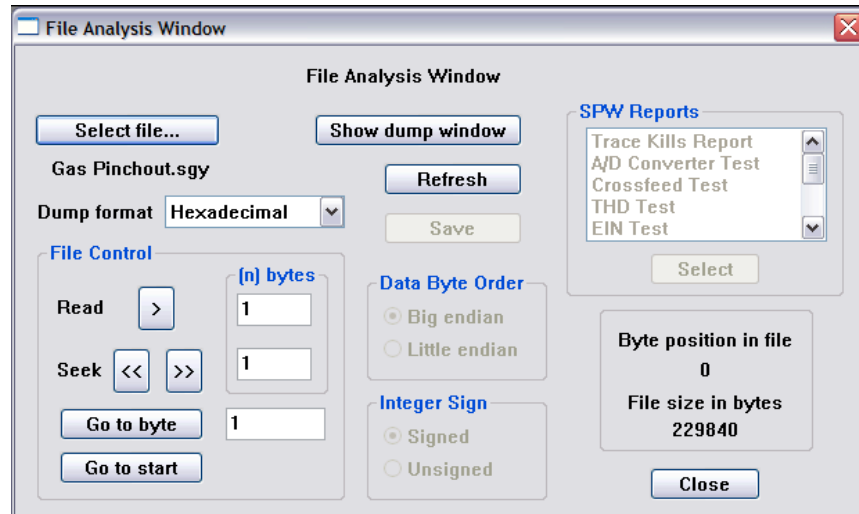 File Analysis Window
File Analysis Window
Select file...
Gas Pinchout.sgy
Dump format Hexadecimal
File Control
(n) bytes
Read > 1
Seek << >> 1
Go to byte 1
Go to start
Show dump window
Refresh
Save
Data Byte Order
Big endian
Little endian
Integer Sign
Signed
Unsigned
SPW Reports
Trace Kills Report
A/D Converter Test
Crossfeed Test
THD Test
EIN Test
Select
Byte position in file
0
File size in bytes
229840
Close